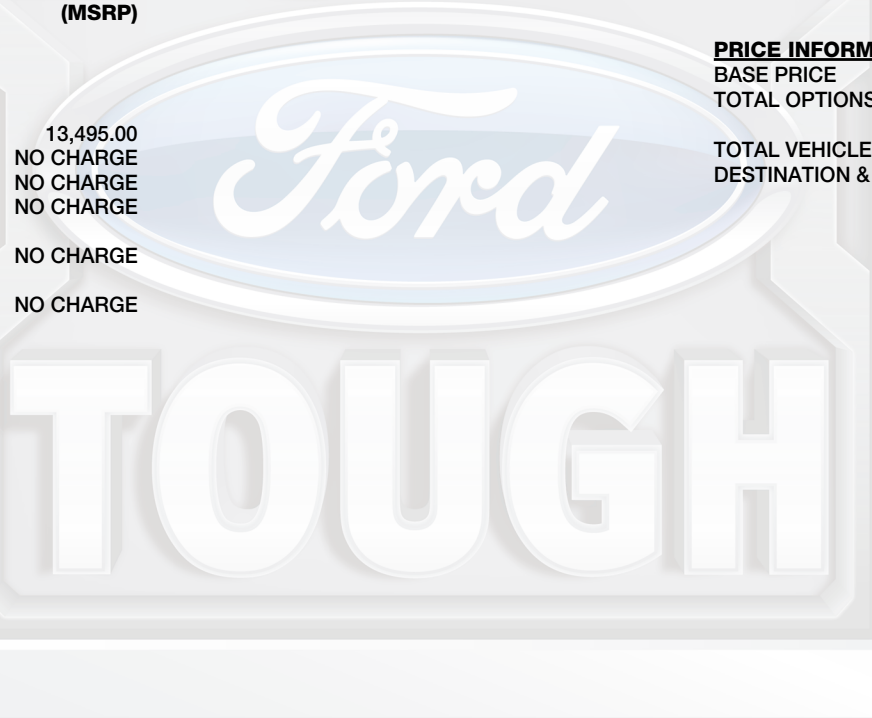 (MSRP)
13,495.00
NO CHARGE
NO CHARGE
NO CHARGE
NO CHARGE
NO CHARGE
PRICE INFORM
BASE PRICE
TOTAL OPTIONS
TOTAL VEHICLE
DESTINATION &
Ford
TOUGH